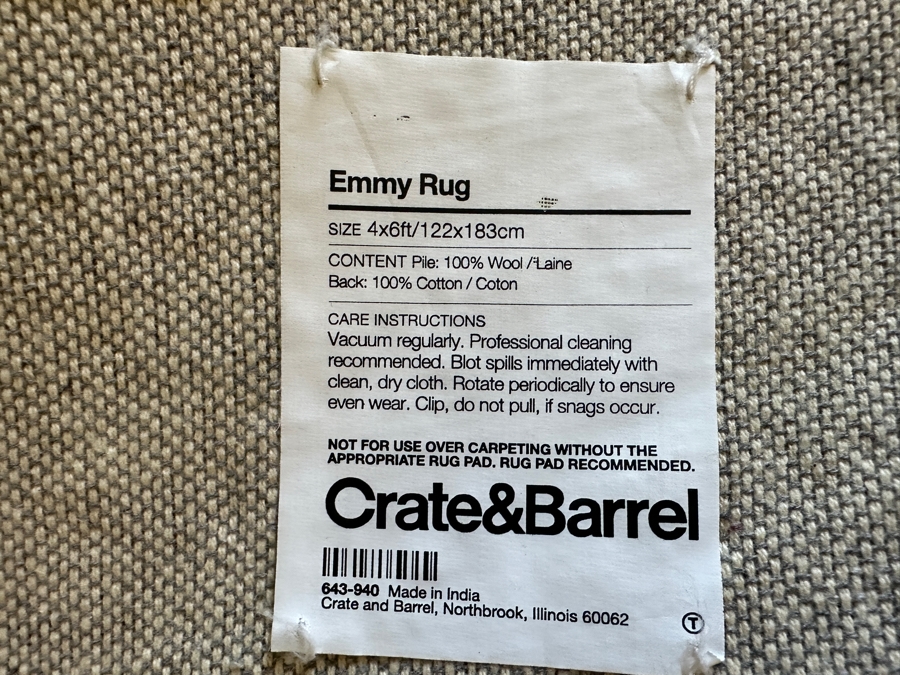 Emmy Rug
SIZE 4x6ft/122x183cm
CONTENT Pile: 100% Wool / Laine
Back: 100% Cotton / Coton
CARE INSTRUCTIONS
Vacuum regularly. Professional cleaning
recommended. Blot spills immediately with
clean, dry cloth. Rotate periodically to ensure
even wear. Clip, do not pull, if snags occur.
NOT FOR USE OVER CARPETING WITHOUT THE
APPROPRIATE RUG PAD. RUG PAD RECOMMENDED.
Crate&Barrel
643-940 Made in India
Crate and Barrel, Northbrook, Illinois 60062
T